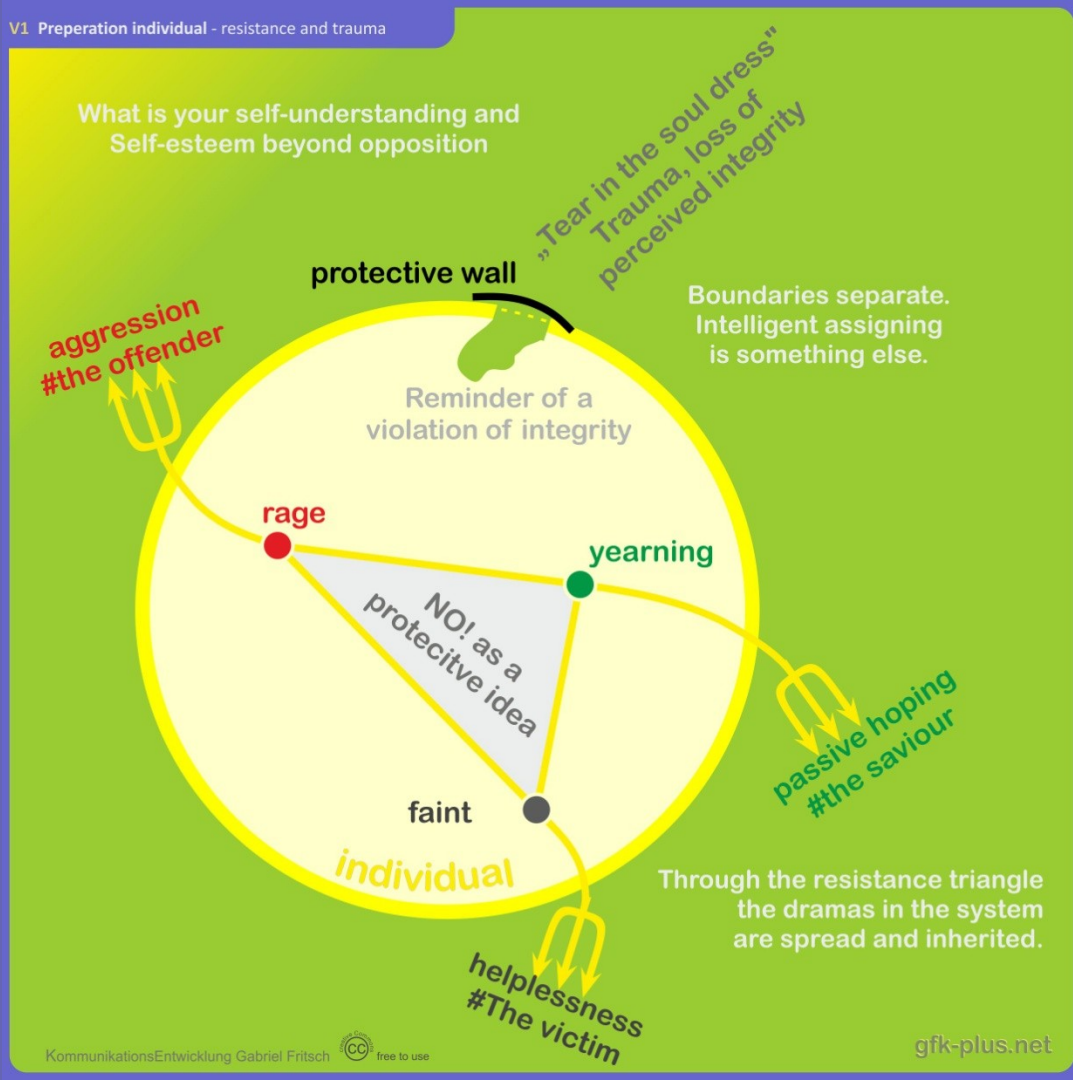 V1 Preperation individual - resistance and trauma
What is your self-understanding and
Self-esteem beyond opposition
„Tear in the soul dress"
Trauma, loss of
perceived integrity
protective wall
Boundaries separate.
Intelligent assigning
is something else.
aggression
#the offender
Reminder of a
violation of integrity
rage
yearning
NO! as a
protecitve idea
passive hoping
#the saviour
faint
individual
Through the resistance triangle
the dramas in the system
are spread and inherited.
helplessness
#The victim
KommunikationsEntwicklung Gabriel Fritsch
creative commons
CC
free to use
gfk-plus.net